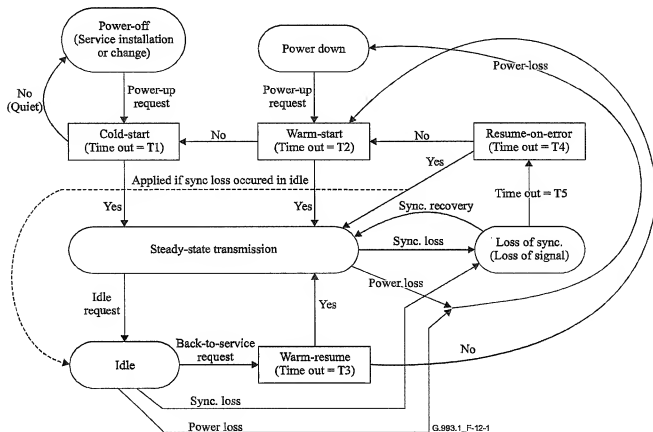 Power-off
(Service installation
or change)
Power down
Power-loss
No
(Quiet)
Power-up
request
Power-up
request
Cold-start
(Time out = T1)
No
Warm-start
(Time out = T2)
No
Resume-on-error
(Time out = T4)
Yes
Applied if sync loss occured in idle
Time out = T5
Yes
Yes
Sync. recovery
Steady-state transmission
Sync. loss
Loss of sync.
(Loss of signal)
Power loss
Idle
request
Yes
Back-to-service
request
No
Idle
Warm-resume
(Time out = T3)
Sync. loss
Power loss
G.993.1_F-12-1